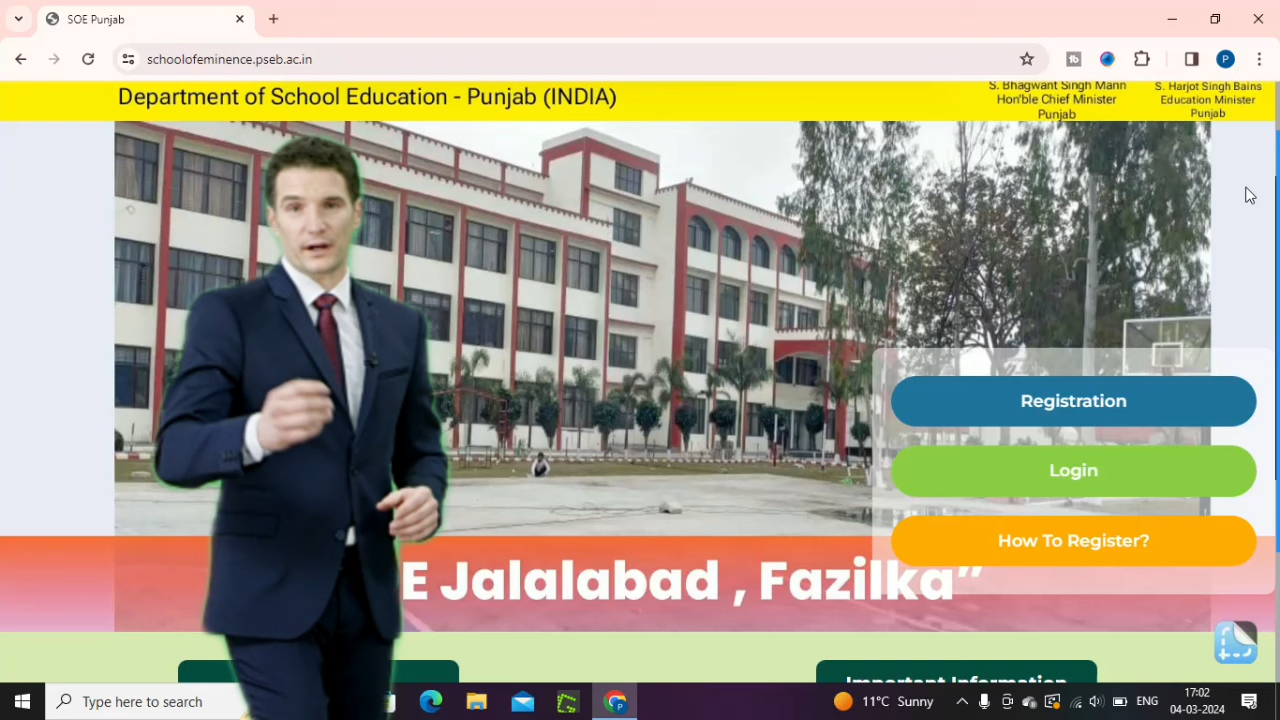 SOE Punjab
schoolofeminence.pseb.ac.in
Department of School Education - Punjab (INDIA)
S. Bhagwant Singh Mann
Hon'ble Chief Minister
Punjab
S. Harjot Singh Bains
Education Minister
Punjab
Registration
Login
How To Register?
E Jalalabad , Fazilka”
Important Information
Type here to search
11°C Sunny
ENG
17:02
04-03-2024